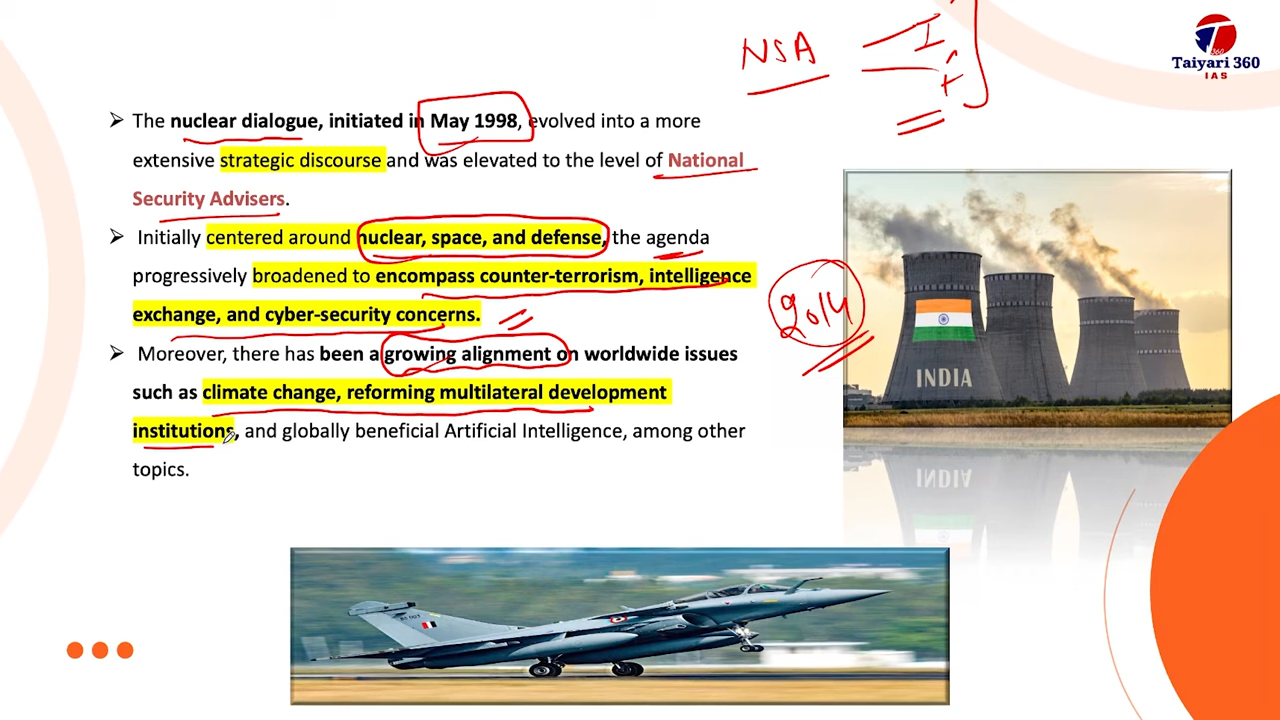 NSA
I
Taiyari 360
IAS
The nuclear dialogue, initiated in May 1998, evolved into a more
extensive strategic discourse and was elevated to the level of National
Security Advisers.
Initially centered around nuclear, space, and defense, the agenda
progressively broadened to encompass counter-terrorism, intelligence
exchange, and cyber-security concerns.
2014
Moreover, there has been a growing alignment on worldwide issues
such as climate change, reforming multilateral development
institutions, and globally beneficial Artificial Intelligence, among other
topics.
INDIA